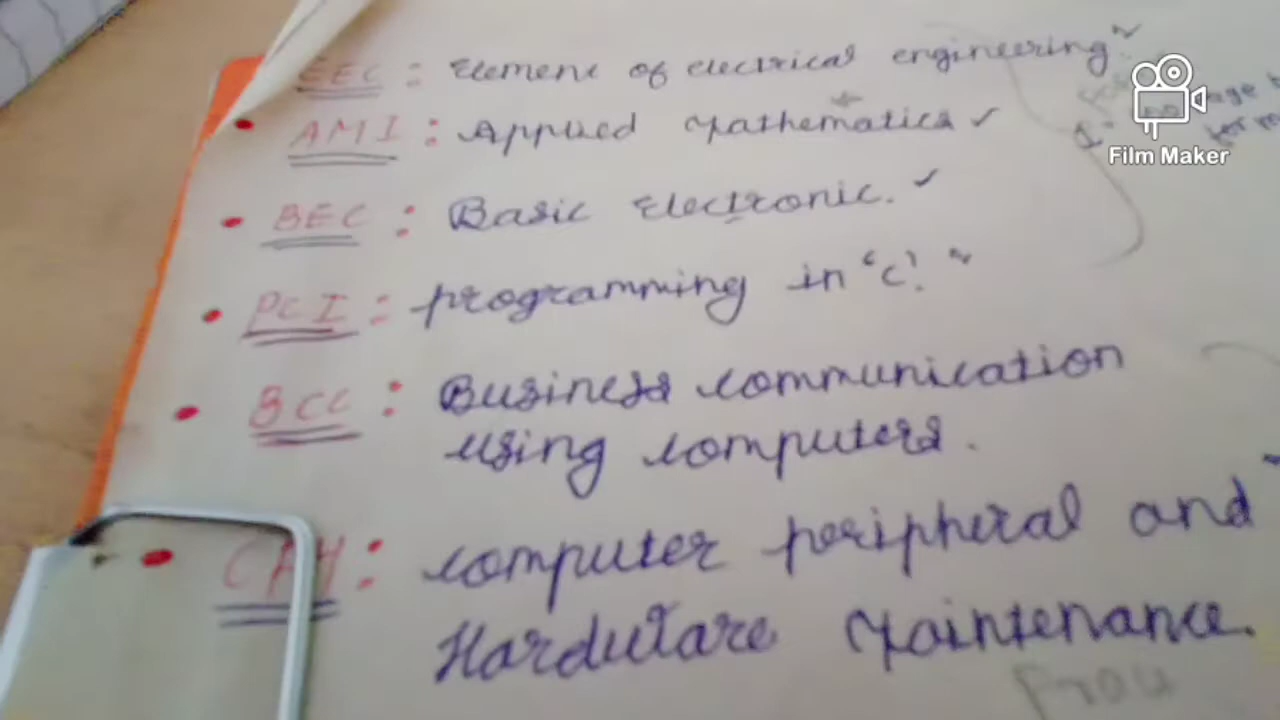 EEC : Element of electrical engineering
AMI : Applied Mathematics ✓
BEC : Basic Electronic. ✓
PCI : programming in 'C'.
BCC : Business communication
using computers.
CPH : computer peripheral and
Hardware Maintenance.
Film Maker